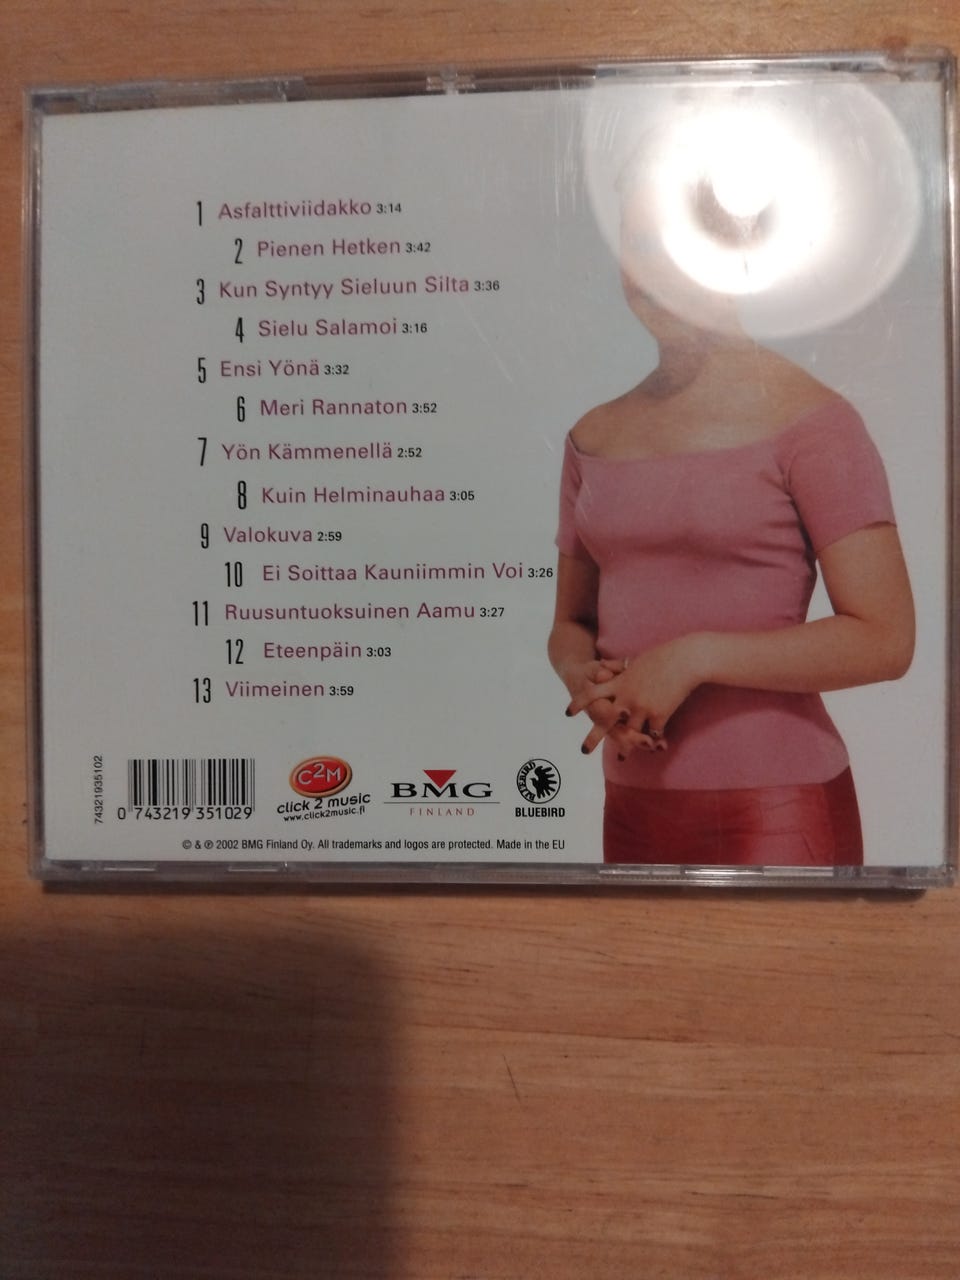 1 Asfalttiviidakko 3:14
2 Pienen Hetken 3:42
3 Kun Syntyy Sieluun Silta 3:36
4 Sielu Salamoi 3:16
5 Ensi Yönä 3:32
6 Meri Rannaton 3:52
7 Yön Kämmenellä 2:52
8 Kuin Helminauhaa 3:05
9 Valokuva 2:59
10 Ei Soittaa Kauniimmin Voi 3:26
11 Ruusuntuoksuinen Aamu 3:27
12 Eteenpäin 3:03
13 Viimeinen 3:59
74321935102
0 743219 351029
C2M
click 2 music
www.click2music.fi
BMG
FINLAND
BLUEBIRD
BLUEBIRD
© & ℗ 2002 BMG Finland Oy. All trademarks and logos are protected. Made in the EU